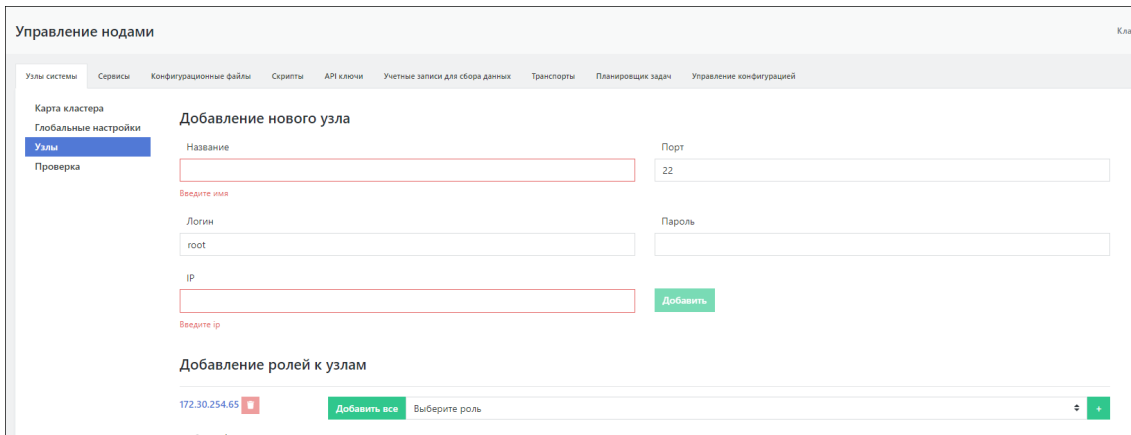 Управление нодами
Кла
Узлы системы Сервисы Конфигурационные файлы Скрипты API ключи Учетные записи для сбора данных Транспорты Планировщик задач Управление конфигурацией
Карта кластера
Глобальные настройки
Узлы
Проверка
Добавление нового узла
Название Порт
22
Введите имя
Логин Пароль
root
IP
Добавить
Введите ip
Добавление ролей к узлам
172.30.254.65 Добавить все Выберите роль +